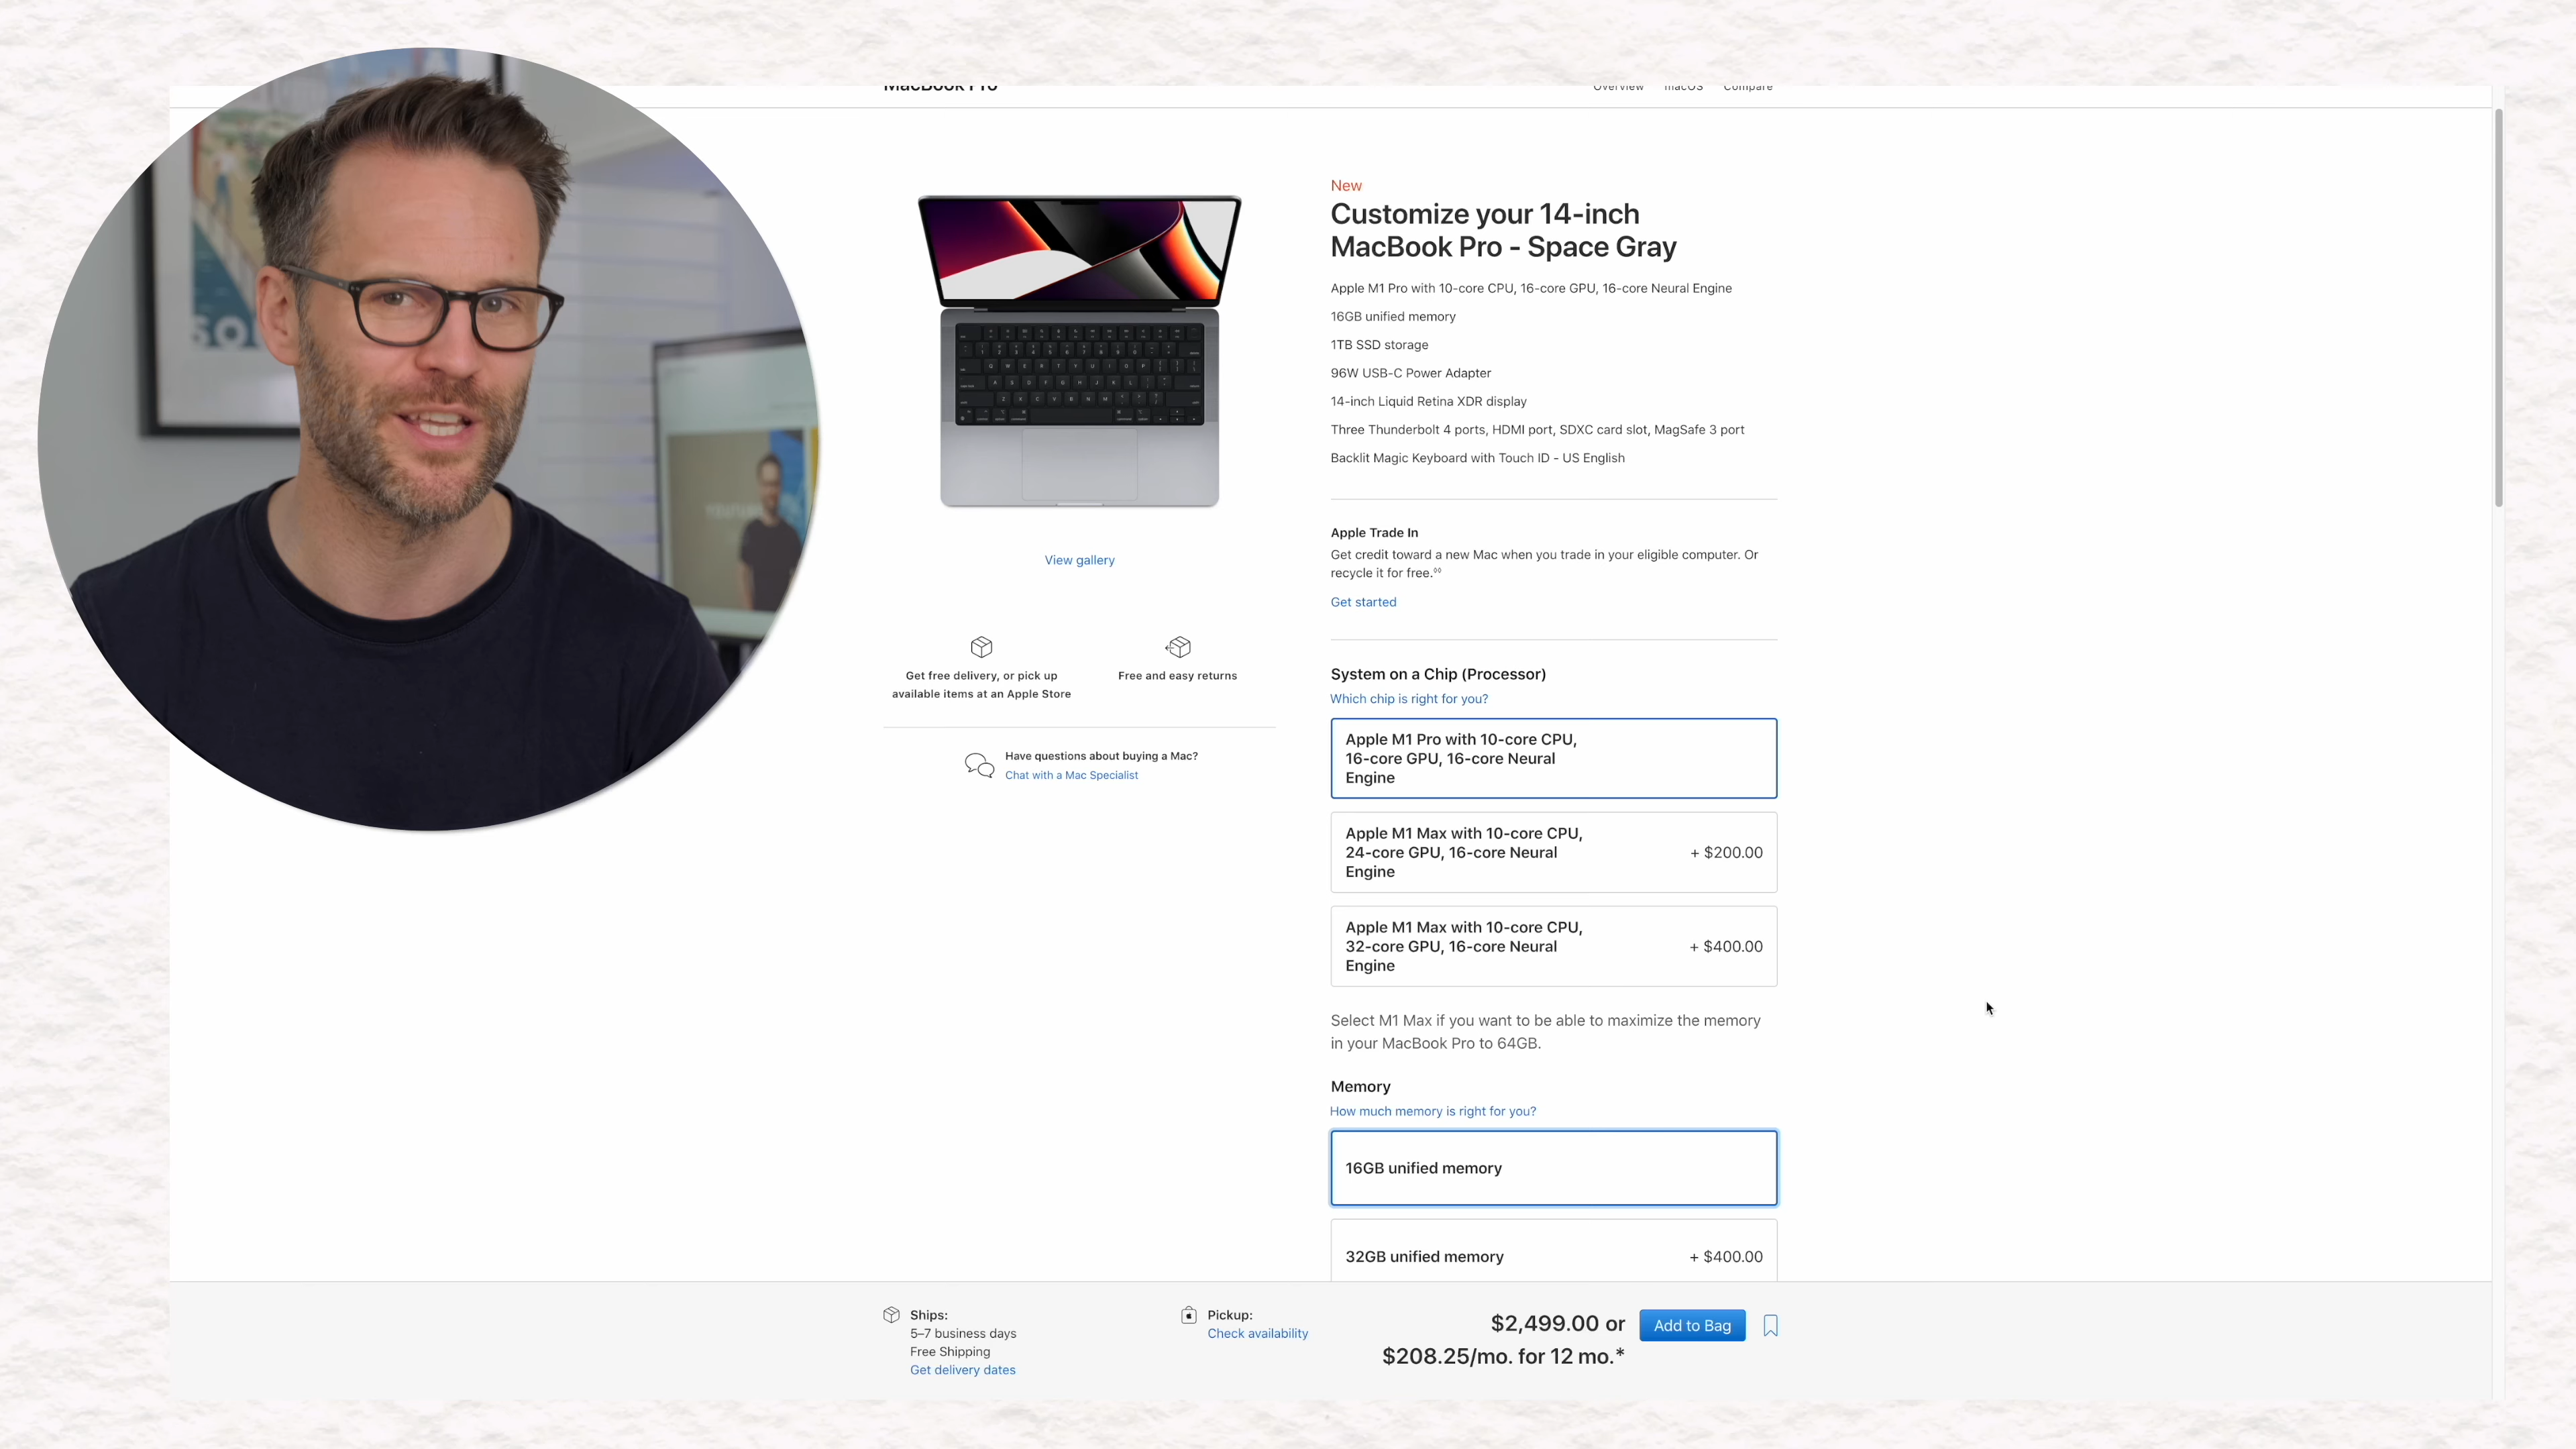 MacBook Pro
Overview macOS Compare
New
Customize your 14-inch
MacBook Pro - Space Gray
Apple M1 Pro with 10-core CPU, 16-core GPU, 16-core Neural Engine
16GB unified memory
1TB SSD storage
96W USB-C Power Adapter
14-inch Liquid Retina XDR display
Three Thunderbolt 4 ports, HDMI port, SDXC card slot, MagSafe 3 port
Backlit Magic Keyboard with Touch ID - US English
View gallery
Get free delivery, or pick up
available items at an Apple Store
Free and easy returns
Have questions about buying a Mac?
Chat with a Mac Specialist
Apple Trade In
Get credit toward a new Mac when you trade in your eligible computer. Or
recycle it for free.◊◊
Get started
System on a Chip (Processor)
Which chip is right for you?
Apple M1 Pro with 10-core CPU,
16-core GPU, 16-core Neural
Engine
Apple M1 Max with 10-core CPU,
24-core GPU, 16-core Neural
Engine
+ $200.00
Apple M1 Max with 10-core CPU,
32-core GPU, 16-core Neural
Engine
+ $400.00
Select M1 Max if you want to be able to maximize the memory
in your MacBook Pro to 64GB.
Memory
How much memory is right for you?
16GB unified memory
32GB unified memory + $400.00
Ships:
5–7 business days
Free Shipping
Get delivery dates
Pickup:
Check availability
$2,499.00 or
$208.25/mo. for 12 mo.*
Add to Bag